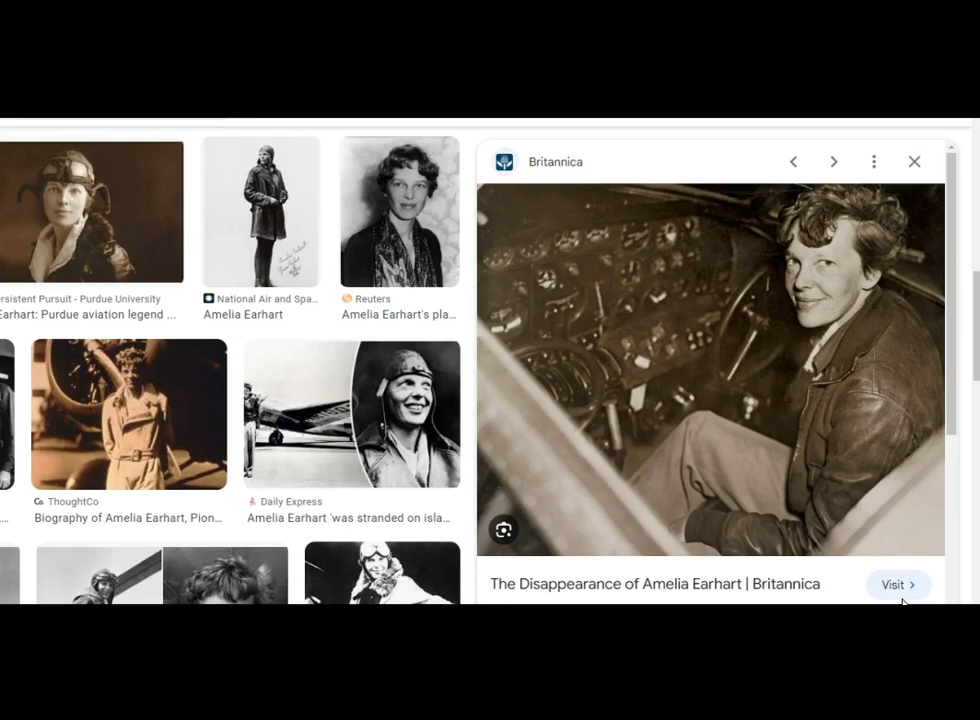 Britannica
rsistent Pursuit - Purdue University
Earhart: Purdue aviation legend ...
National Air and Spa...
Amelia Earhart
Reuters
Amelia Earhart's pla...
Co ThoughtCo
Biography of Amelia Earhart, Pion...
Daily Express
Amelia Earhart 'was stranded on isla...
The Disappearance of Amelia Earhart | Britannica
Visit